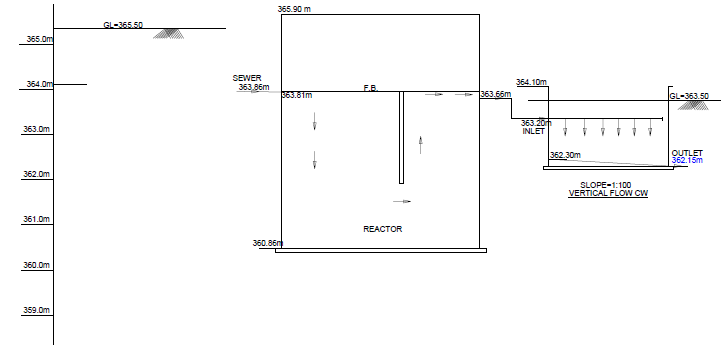 365.90 m
GL=365.50
365.0m
SEWER
364.0m
363.86m
363.81m
F.B.
363.66m
364.10m
GL=363.50
363.20m
INLET
363.0m
362.30m
OUTLET
362.15m
362.0m
SLOPE=1:100
VERTICAL FLOW CW
361.0m
REACTOR
360.86m
360.0m
359.0m